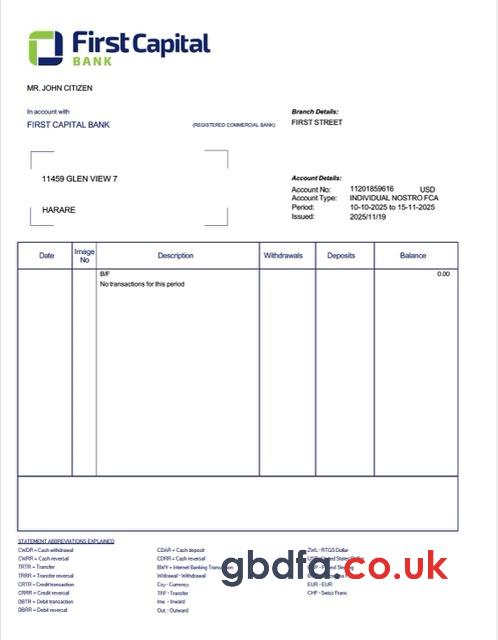 First Capital
BANK
MR. JOHN CITIZEN
In account with
FIRST CAPITAL BANK
(REGISTERED COMMERCIAL BANK)
Branch Details:
FIRST STREET
11459 GLEN VIEW 7
HARARE
Account Details:
Account No: 11201859616 USD
Account Type: INDIVIDUAL NOSTRO FCA
Period: 10-10-2025 to 15-11-2025
Issued: 2025/11/19
Date Image No Description Withdrawals Deposits Balance
B/F 0.00
No transactions for this period
STATEMENT ABBREVIATIONS EXPLAINED
CWDR = Cash withdrawal
CWRR = Cash reversal
TRTR = Transfer
TRRR = Transfer reversal
CRTR = Credit transaction
CRRR = Credit reversal
DBTR = Debit transaction
DBRR = Debit reversal
CDAR = Cash deposit
CDRR = Cash reversal
= Internet Banking
Withdrawal - Withdrawal
Ccy - Currency
TRF - Transfer
Inw. - Inward
Out. - Outward
ZWL - RTGS Dollar
EUR - EUR
CHF - Swiss Franc
gbdfa.co.uk